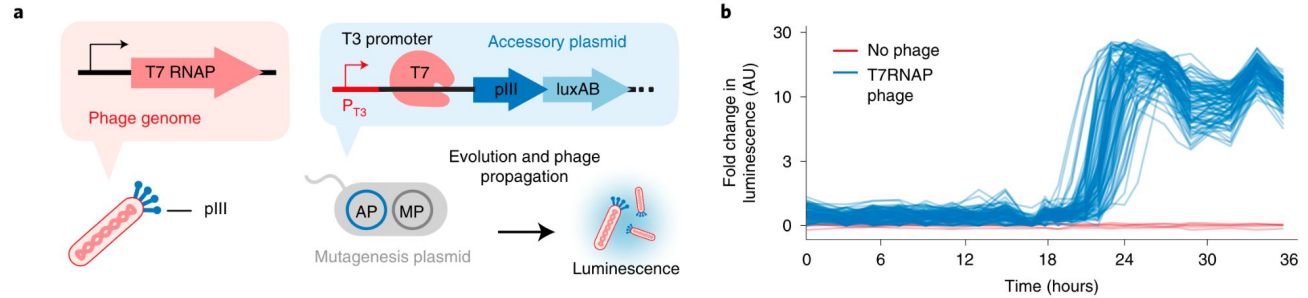 a
T7 RNAP
Phage genome
pIII
T3 promoter
Accessory plasmid
T7
pIII
luxAB
PT3
Evolution and phage
propagation
AP
MP
Mutagenesis plasmid
Luminescence
b
Fold change in
luminescence (AU)
30
10
3
0
No phage
T7RNAP
phage
0
6
12
18
24
30
36
Time (hours)